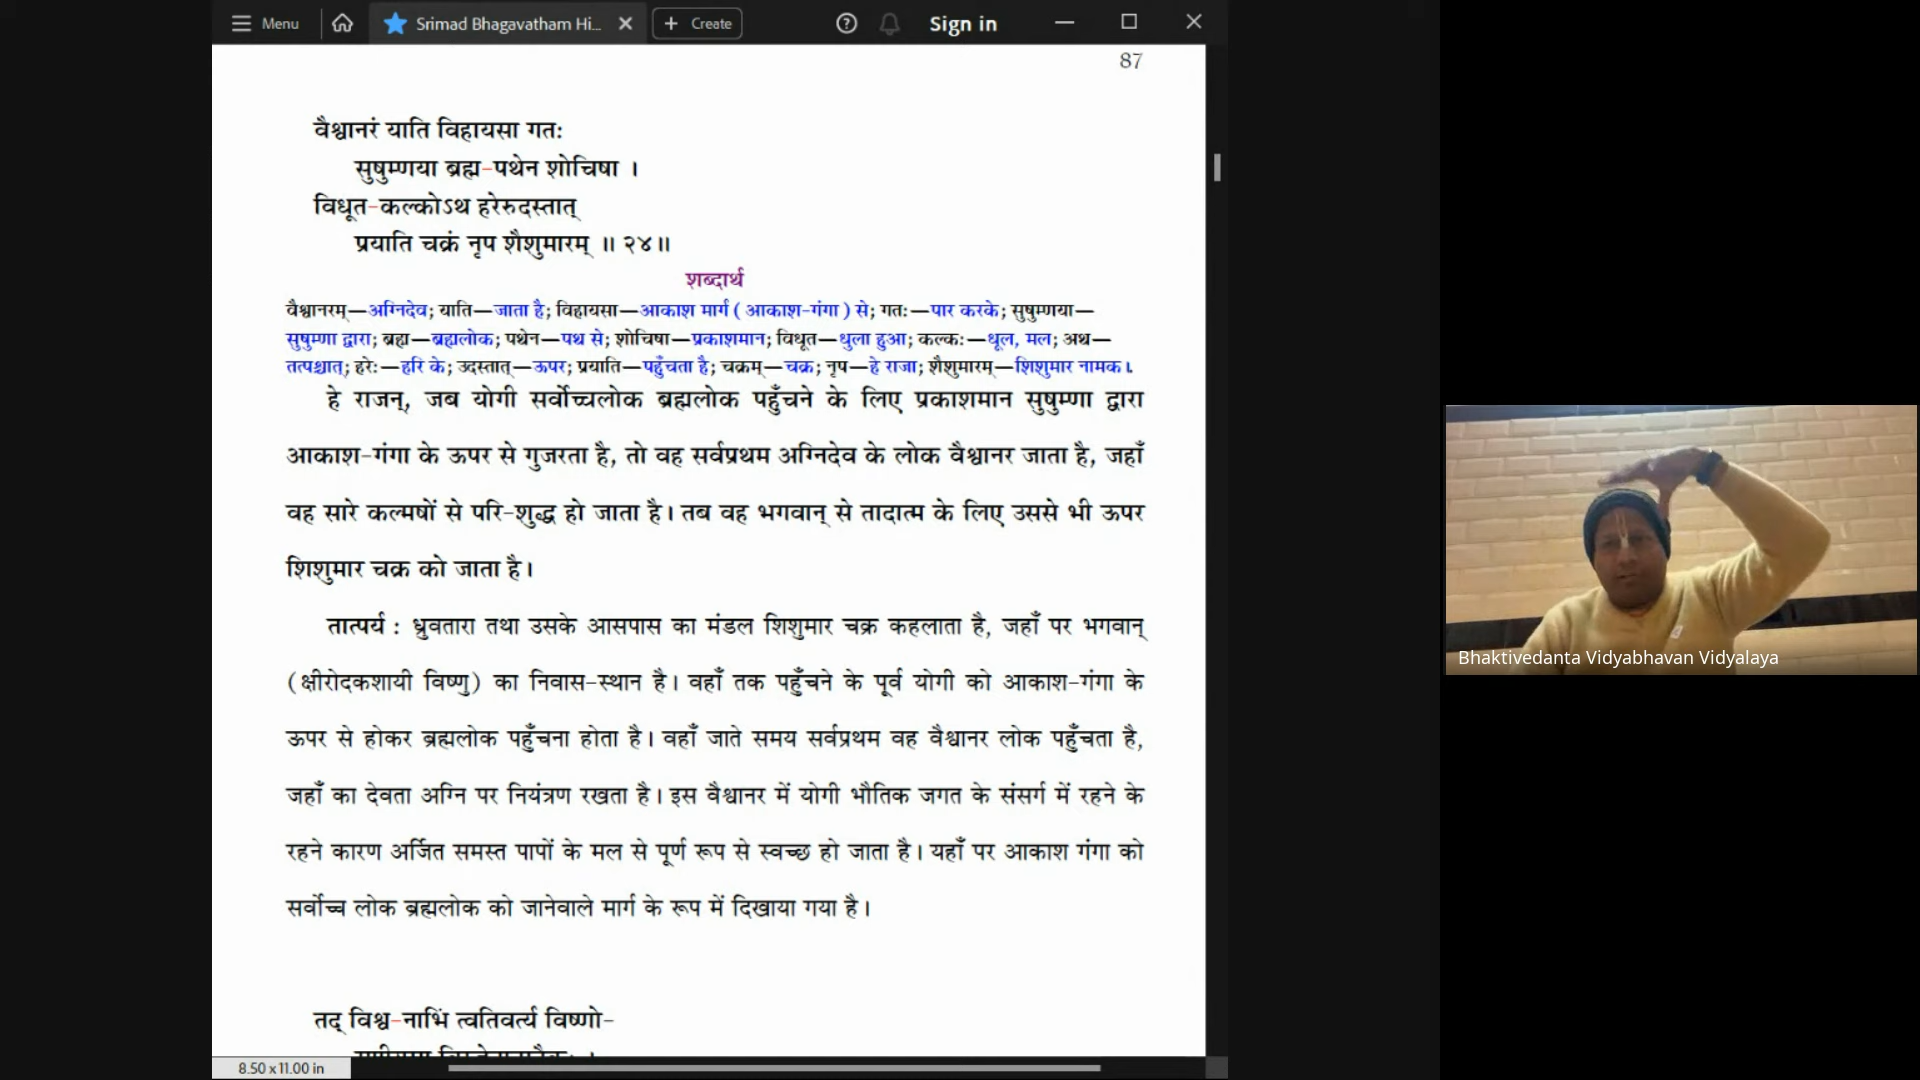 Menu
Srimad Bhagavatham Hi...
Create
Sign in
87
वैश्वानरं याति विहायसा गतः
सुषुम्णया ब्रह्म-पथेन शोचिषा ।
विधूत-कल्कोऽथ हरेरुदस्तात्
प्रयाति चक्रं नृप शैशुमारम् ॥ २४॥
शब्दार्थ
वैश्वानरम्—अग्निदेव; याति—जाता है; विहायसा—आकाश मार्ग ( आकाश-गंगा ) से; गतः—पार करके; सुषुम्णया—
सुषुम्णा द्वारा; ब्रह्म—ब्रह्मलोक; पथेन—पथ से; शोचिषा—प्रकाशमान; विधूत—धुला हुआ; कल्कः—धूल, मल; अथ—
तत्पश्चात्; हरेः—हरि के; उदस्तात्—ऊपर; प्रयाति—पहुँचता है; चक्रम्—चक्र; नृप—हे राजा; शैशुमारम्—शिशुमार नामक।
हे राजन्, जब योगी सर्वोच्चलोक ब्रह्मलोक पहुँचने के लिए प्रकाशमान सुषुम्णा द्वारा
आकाश-गंगा के ऊपर से गुजरता है, तो वह सर्वप्रथम अग्निदेव के लोक वैश्वानर जाता है, जहाँ
वह सारे कल्मषों से परि-शुद्ध हो जाता है। तब वह भगवान् से तादात्म के लिए उससे भी ऊपर
शिशुमार चक्र को जाता है।
तात्पर्य : ध्रुवतारा तथा उसके आसपास का मंडल शिशुमार चक्र कहलाता है, जहाँ पर भगवान्
(क्षीरोदकशायी विष्णु) का निवास-स्थान है। वहाँ तक पहुँचने के पूर्व योगी को आकाश-गंगा के
ऊपर से होकर ब्रह्मलोक पहुँचना होता है। वहाँ जाते समय सर्वप्रथम वह वैश्वानर लोक पहुँचता है,
जहाँ का देवता अग्नि पर नियंत्रण रखता है। इस वैश्वानर में योगी भौतिक जगत के संसर्ग में रहने के
रहने कारण अर्जित समस्त पापों के मल से पूर्ण रूप से स्वच्छ हो जाता है। यहाँ पर आकाश गंगा को
सर्वोच्च लोक ब्रह्मलोक को जानेवाले मार्ग के रूप में दिखाया गया है।
तद् विश्व-नाभिं त्वतिवर्त्य विष्णो-
8.50 x 11.00 in
Bhaktivedanta Vidyabhavan Vidyalaya